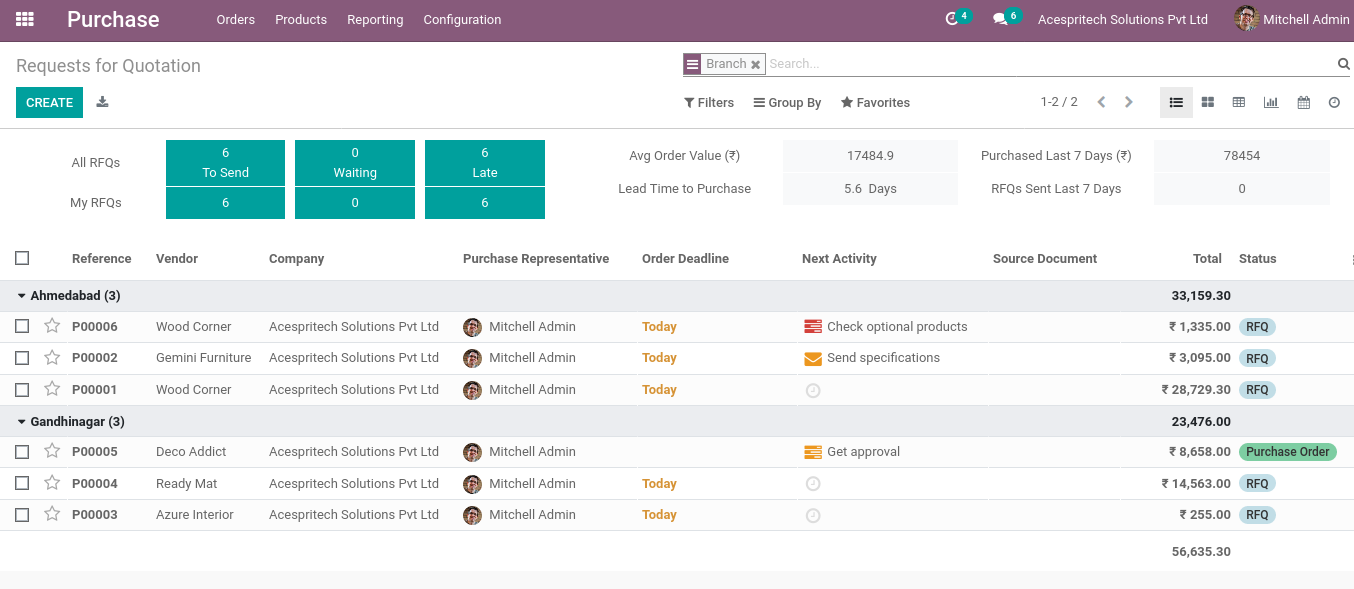 Purchase Orders Products Reporting Configuration 4 6 Acespritech Solutions Pvt Ltd Mitchell Admin
Requests for Quotation Branch Search...
CREATE Filters Group By Favorites 1-2 / 2
All RFQs 6 To Send 0 Waiting 6 Late
My RFQs 6 0 6
Avg Order Value (₹) 17484.9 Purchased Last 7 Days (₹) 78454
Lead Time to Purchase 5.6 Days RFQs Sent Last 7 Days 0
Reference Vendor Company Purchase Representative Order Deadline Next Activity Source Document Total Status
Ahmedabad (3) 33,159.30
P00006 Wood Corner Acespritech Solutions Pvt Ltd Mitchell Admin Today Check optional products ₹ 1,335.00 RFQ
P00002 Gemini Furniture Acespritech Solutions Pvt Ltd Mitchell Admin Today Send specifications ₹ 3,095.00 RFQ
P00001 Wood Corner Acespritech Solutions Pvt Ltd Mitchell Admin Today ₹ 28,729.30 RFQ
Gandhinagar (3) 23,476.00
P00005 Deco Addict Acespritech Solutions Pvt Ltd Mitchell Admin Get approval ₹ 8,658.00 Purchase Order
P00004 Ready Mat Acespritech Solutions Pvt Ltd Mitchell Admin Today ₹ 14,563.00 RFQ
P00003 Azure Interior Acespritech Solutions Pvt Ltd Mitchell Admin Today ₹ 255.00 RFQ
56,635.30